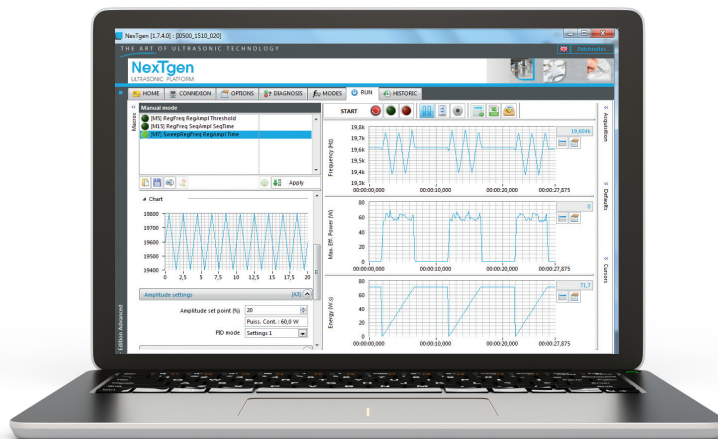 NexTgen [1.7.4.0] : [I0500_1510_020]
THE ART OF ULTRASONIC TECHNOLOGY
Patchnotes
NexTgen
ULTRASONIC PLATFORM
HOME CONNEXION OPTIONS DIAGNOSIS MODES RUN HISTORIC
Macros
Manual mode
[M5] RegFreq RegAmpl Threshold
[M15] RegFreq SeqAmpl SeqTime
[M7] SweepRegFreq RegAmpl Time
Apply
Chart
19800
19700
19600
19500
19400
0 2,5 5 7,5 10 12,5 15 17,5 20
Amplitude settings [A3]
Amplitude set point (%) 20
Puiss. Cont. : 60,0 W
PID mode Settings 1
Edition Advanced
START
Frequency (Hz)
19,8k
19,7k
19,6k
19,5k
19,4k
19,3k
19,604k
00:00:00,000 00:00:10,000 00:00:20,000 00:00:27,875
Max. Eff. Power (W)
80
60
40
20
0
0
00:00:00,000 00:00:10,000 00:00:20,000 00:00:27,875
Energy (W.s)
80
60
40
20
0
71,7
00:00:00,000 00:00:10,000 00:00:20,000 00:00:27,875
Acquisition
Defaults
Cursors